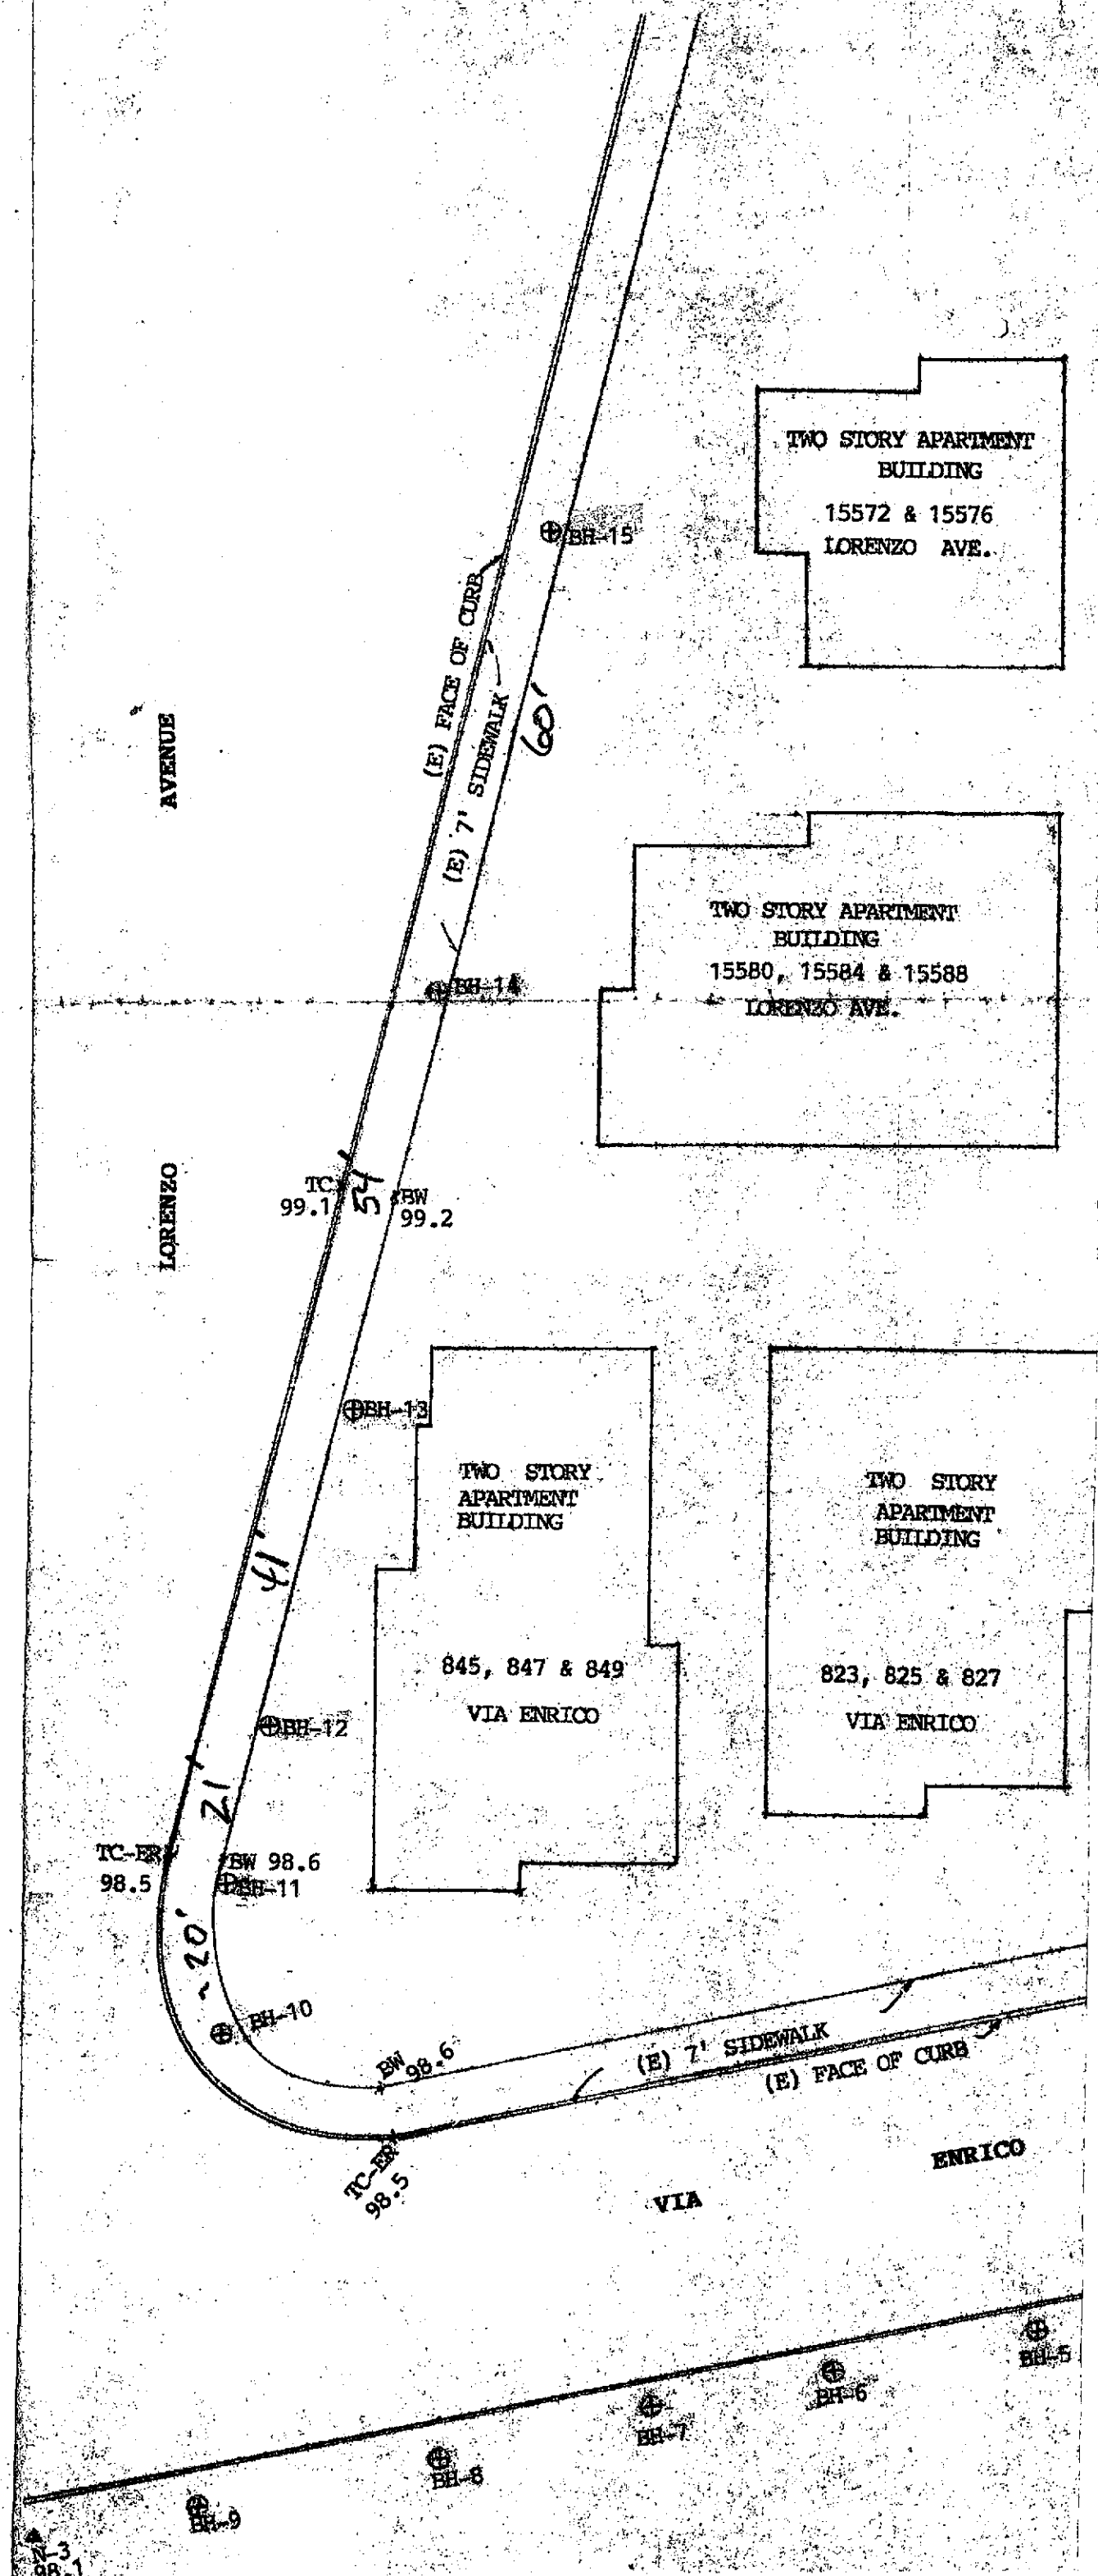 TWO STORY APARTMENT
BUILDING
15572 & 15576
LORENZO AVE.
BH-15
(E) FACE OF CURB
(E) 7' SIDEWALK
60'
AVENUE
TWO STORY APARTMENT
BUILDING
15580, 15584 & 15588
LORENZO AVE.
BH-14
LORENZO
TC
99.1
54'
BW
99.2
BH-13
TWO STORY
APARTMENT
BUILDING
845, 847 & 849
VIA ENRICO
TWO STORY
APARTMENT
BUILDING
823, 825 & 827
VIA ENRICO
41'
BH-12
21'
TC-ER
98.5
BW 98.6
BH-11
~20'
BH-10
BW
98.6
(E) 7' SIDEWALK
(E) FACE OF CURB
TC-ER
98.5
VIA
ENRICO
BH-5
BH-6
BH-7
BH-8
BH-9
N-3
98.1